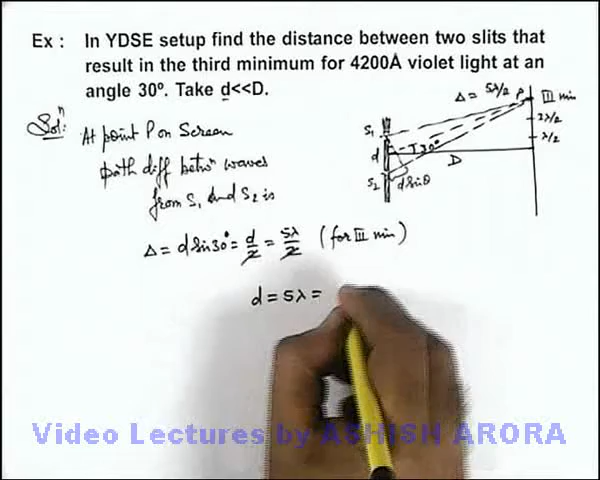 Ex : In YDSE setup find the distance between two slits that
result in the third minimum for 4200Å violet light at an
angle 30º. Take d<<D.
Solⁿ: At point P on Screen
path diff betwⁿ waves
from S₁ and S₂ is
Δ = d sin30° = d/2 = 5λ/2 (for III min)
d = 5λ =
Δ = 5λ/2 P III min
3λ/2
λ/2
S₁
d 30° D
S₂ d sinθ
Video Lectures by ASHISH ARORA